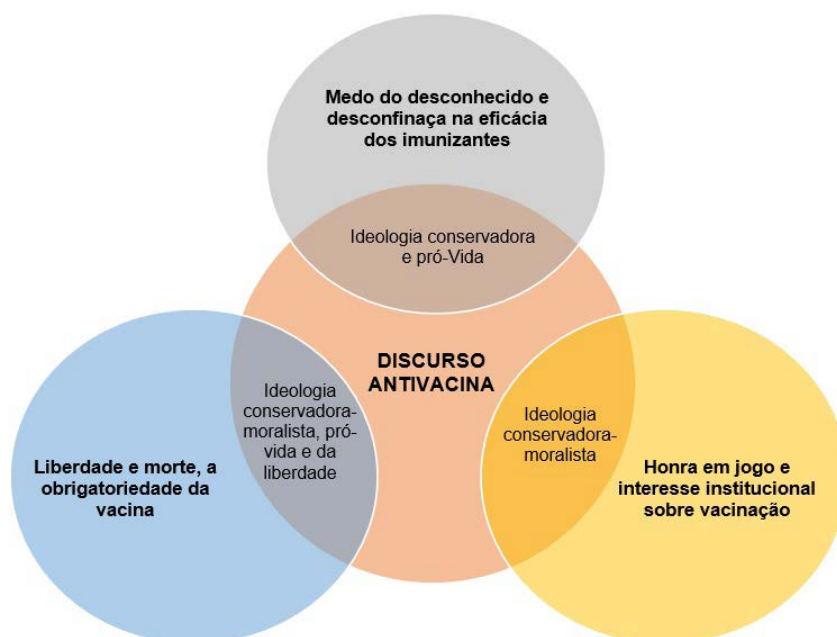 Medo do desconhecido e
desconfinaça na eficácia
dos imunizantes
Ideologia conservadora
e pró-Vida
DISCURSO
ANTIVACINA
Ideologia
conservadora-
moralista, pró-
vida e da
liberdade
Ideologia
conservadora-
moralista
Liberdade e morte, a
obrigatoriedade da
vacina
Honra em jogo e
interesse institucional
sobre vacinação